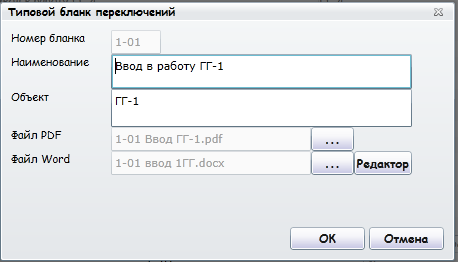 Типовой бланк переключений
Номер бланка 1-01
Наименование Ввод в работу ГГ-1
Объект ГГ-1
Файл PDF 1-01 Ввод ГГ-1.pdf ...
Файл Word 1-01 ввод 1ГГ.docx ... Редактор
ОК Отмена